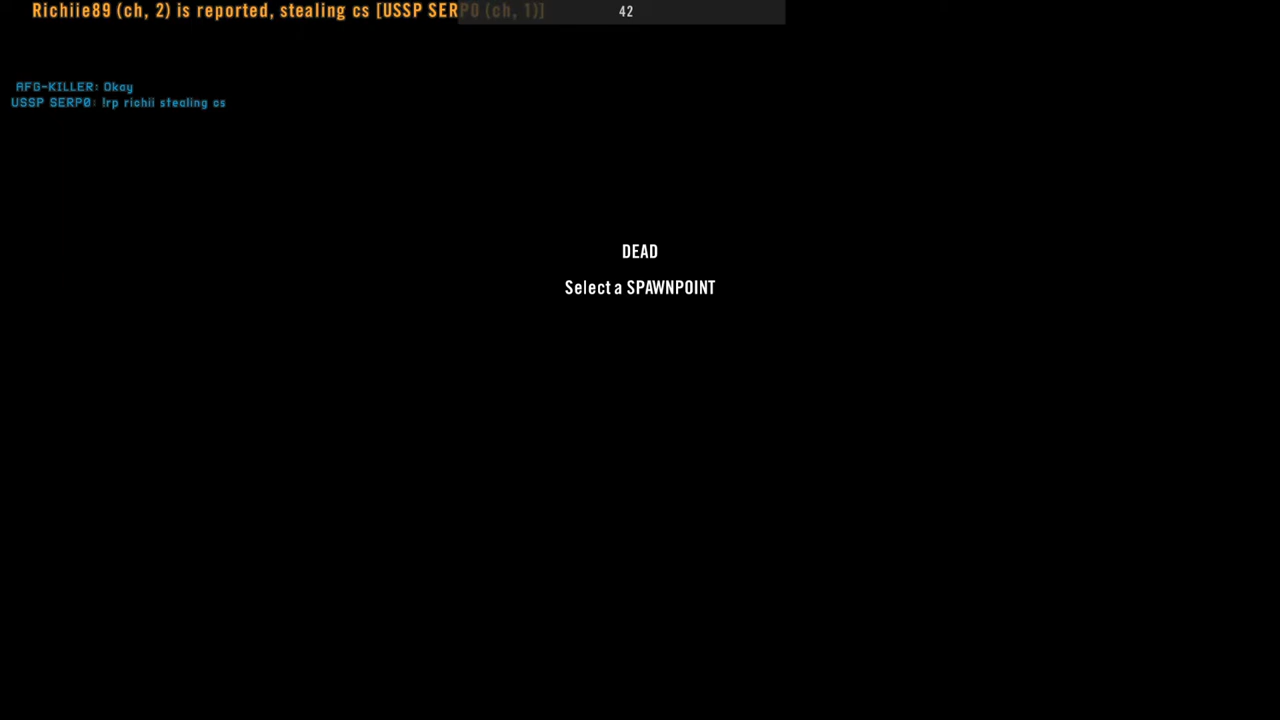 Richiie89 (ch, 2) is reported, stealing cs [USSP SERP0 (ch, 1)]
42
AFG-KILLER: Okay
USSP SERP0: !rp richii stealing cs
DEAD
Select a SPAWNPOINT